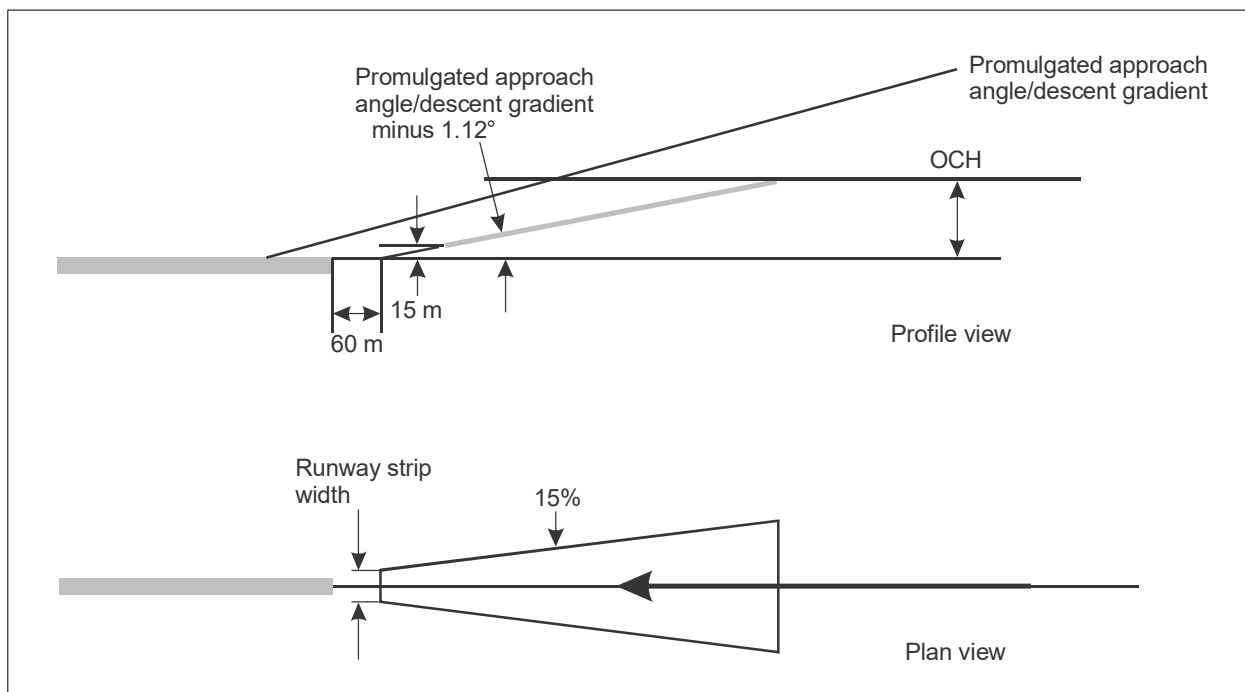 Promulgated approach
angle/descent gradient
minus 1.12°
Promulgated approach
angle/descent gradient
OCH
15 m
60 m
Profile view
Runway strip
width
15%
Plan view